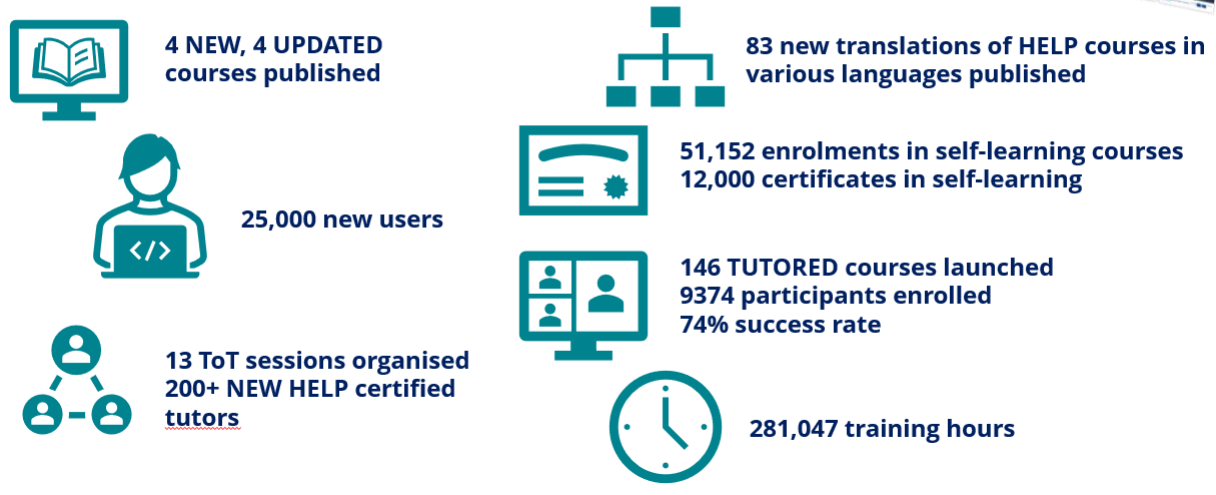 4 NEW, 4 UPDATED
courses published
25,000 new users
13 ToT sessions organised
200+ NEW HELP certified
tutors
83 new translations of HELP courses in
various languages published
51,152 enrolments in self-learning courses
12,000 certificates in self-learning
146 TUTORED courses launched
9374 participants enrolled
74% success rate
281,047 training hours